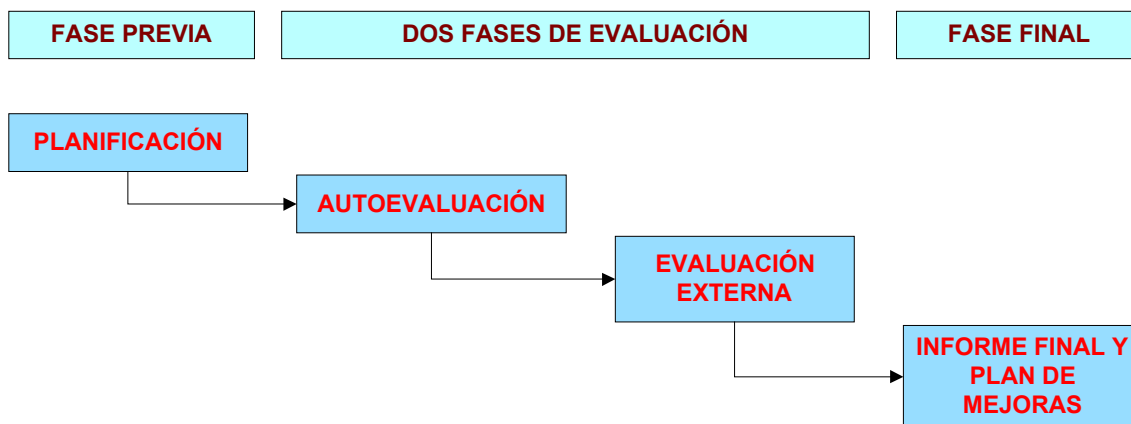 FASE PREVIA
DOS FASES DE EVALUACIÓN
FASE FINAL
PLANIFICACIÓN
AUTOEVALUACIÓN
EVALUACIÓN
EXTERNA
INFORME FINAL Y
PLAN DE
MEJORAS